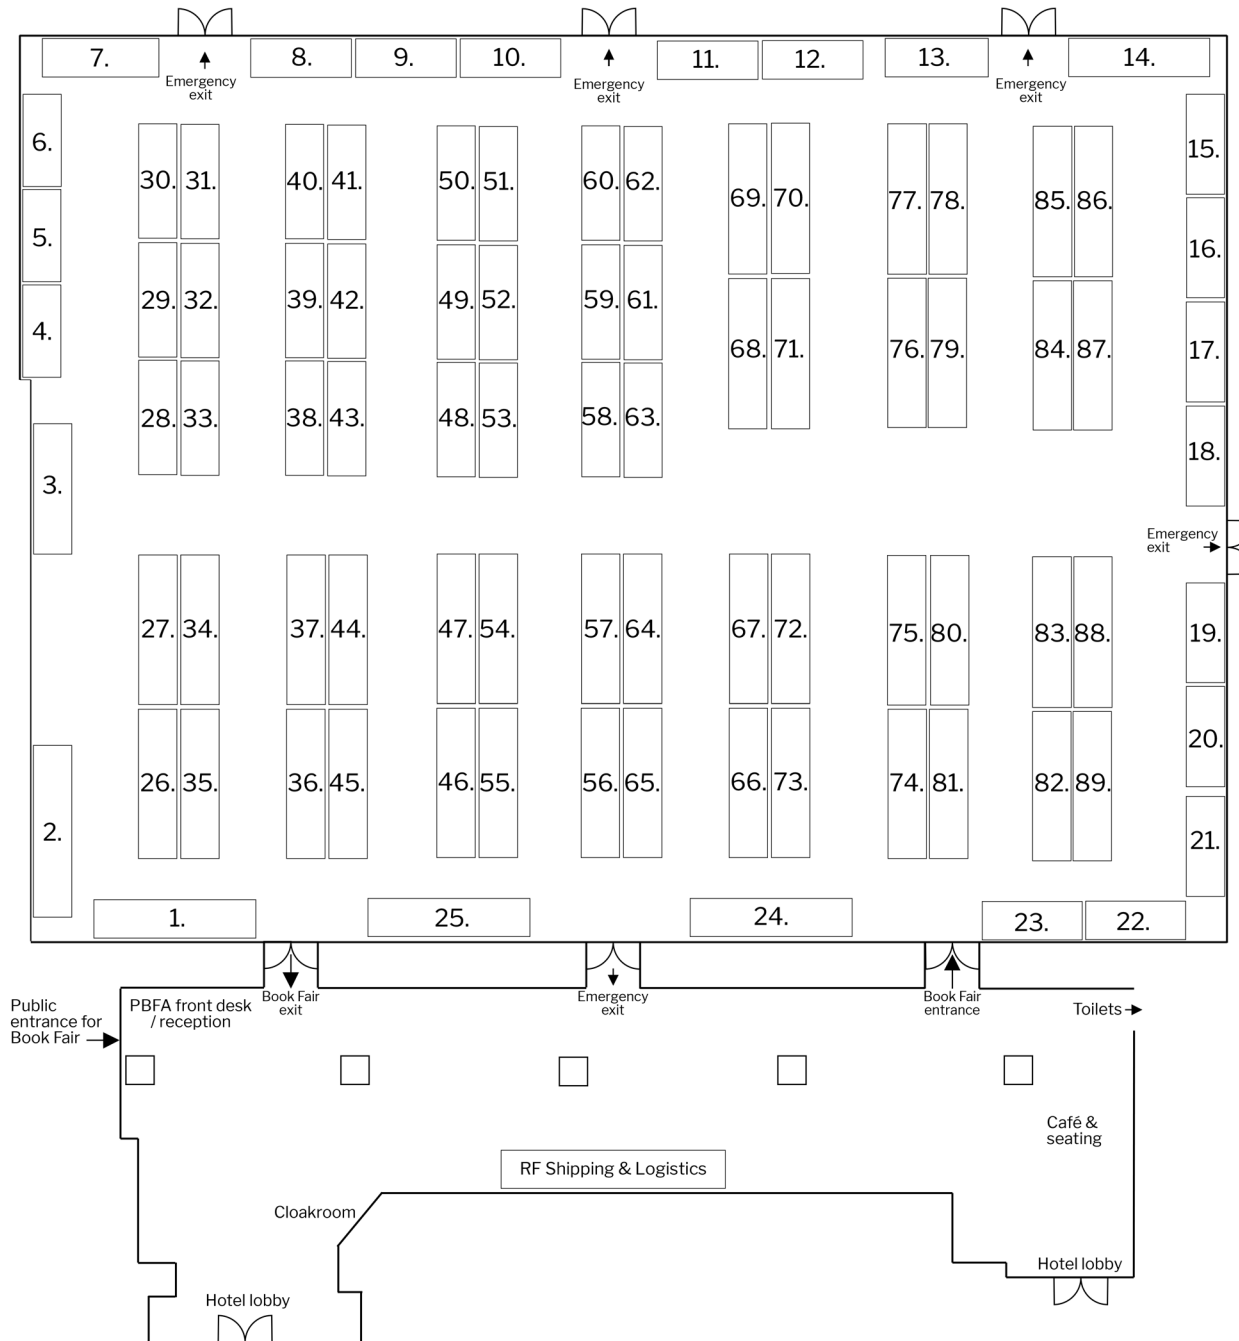 7.
8.
9.
10.
11.
12.
13.
14.
Emergency
exit
Emergency
exit
Emergency
exit
6.
15.
30. 31. 40. 41. 50. 51. 60. 62.
69. 70. 77. 78. 85. 86.
5.
16.
29. 32. 39. 42. 49. 52. 59. 61.
4.
68. 71. 76. 79. 84. 87.
17.
28. 33. 38. 43. 48. 53. 58. 63.
18.
3.
Emergency
exit
27. 34. 37. 44. 47. 54. 57. 64. 67. 72. 75. 80. 83. 88.
19.
20.
26. 35. 36. 45. 46. 55. 56. 65. 66. 73. 74. 81. 82. 89.
2.
21.
1.
25.
24.
23.
22.
Book Fair
exit
Emergency
exit
Book Fair
entrance
Toilets
Public
entrance for
Book Fair
PBFA front desk
/ reception
Café &
seating
RF Shipping & Logistics
Cloakroom
Hotel lobby
Hotel lobby